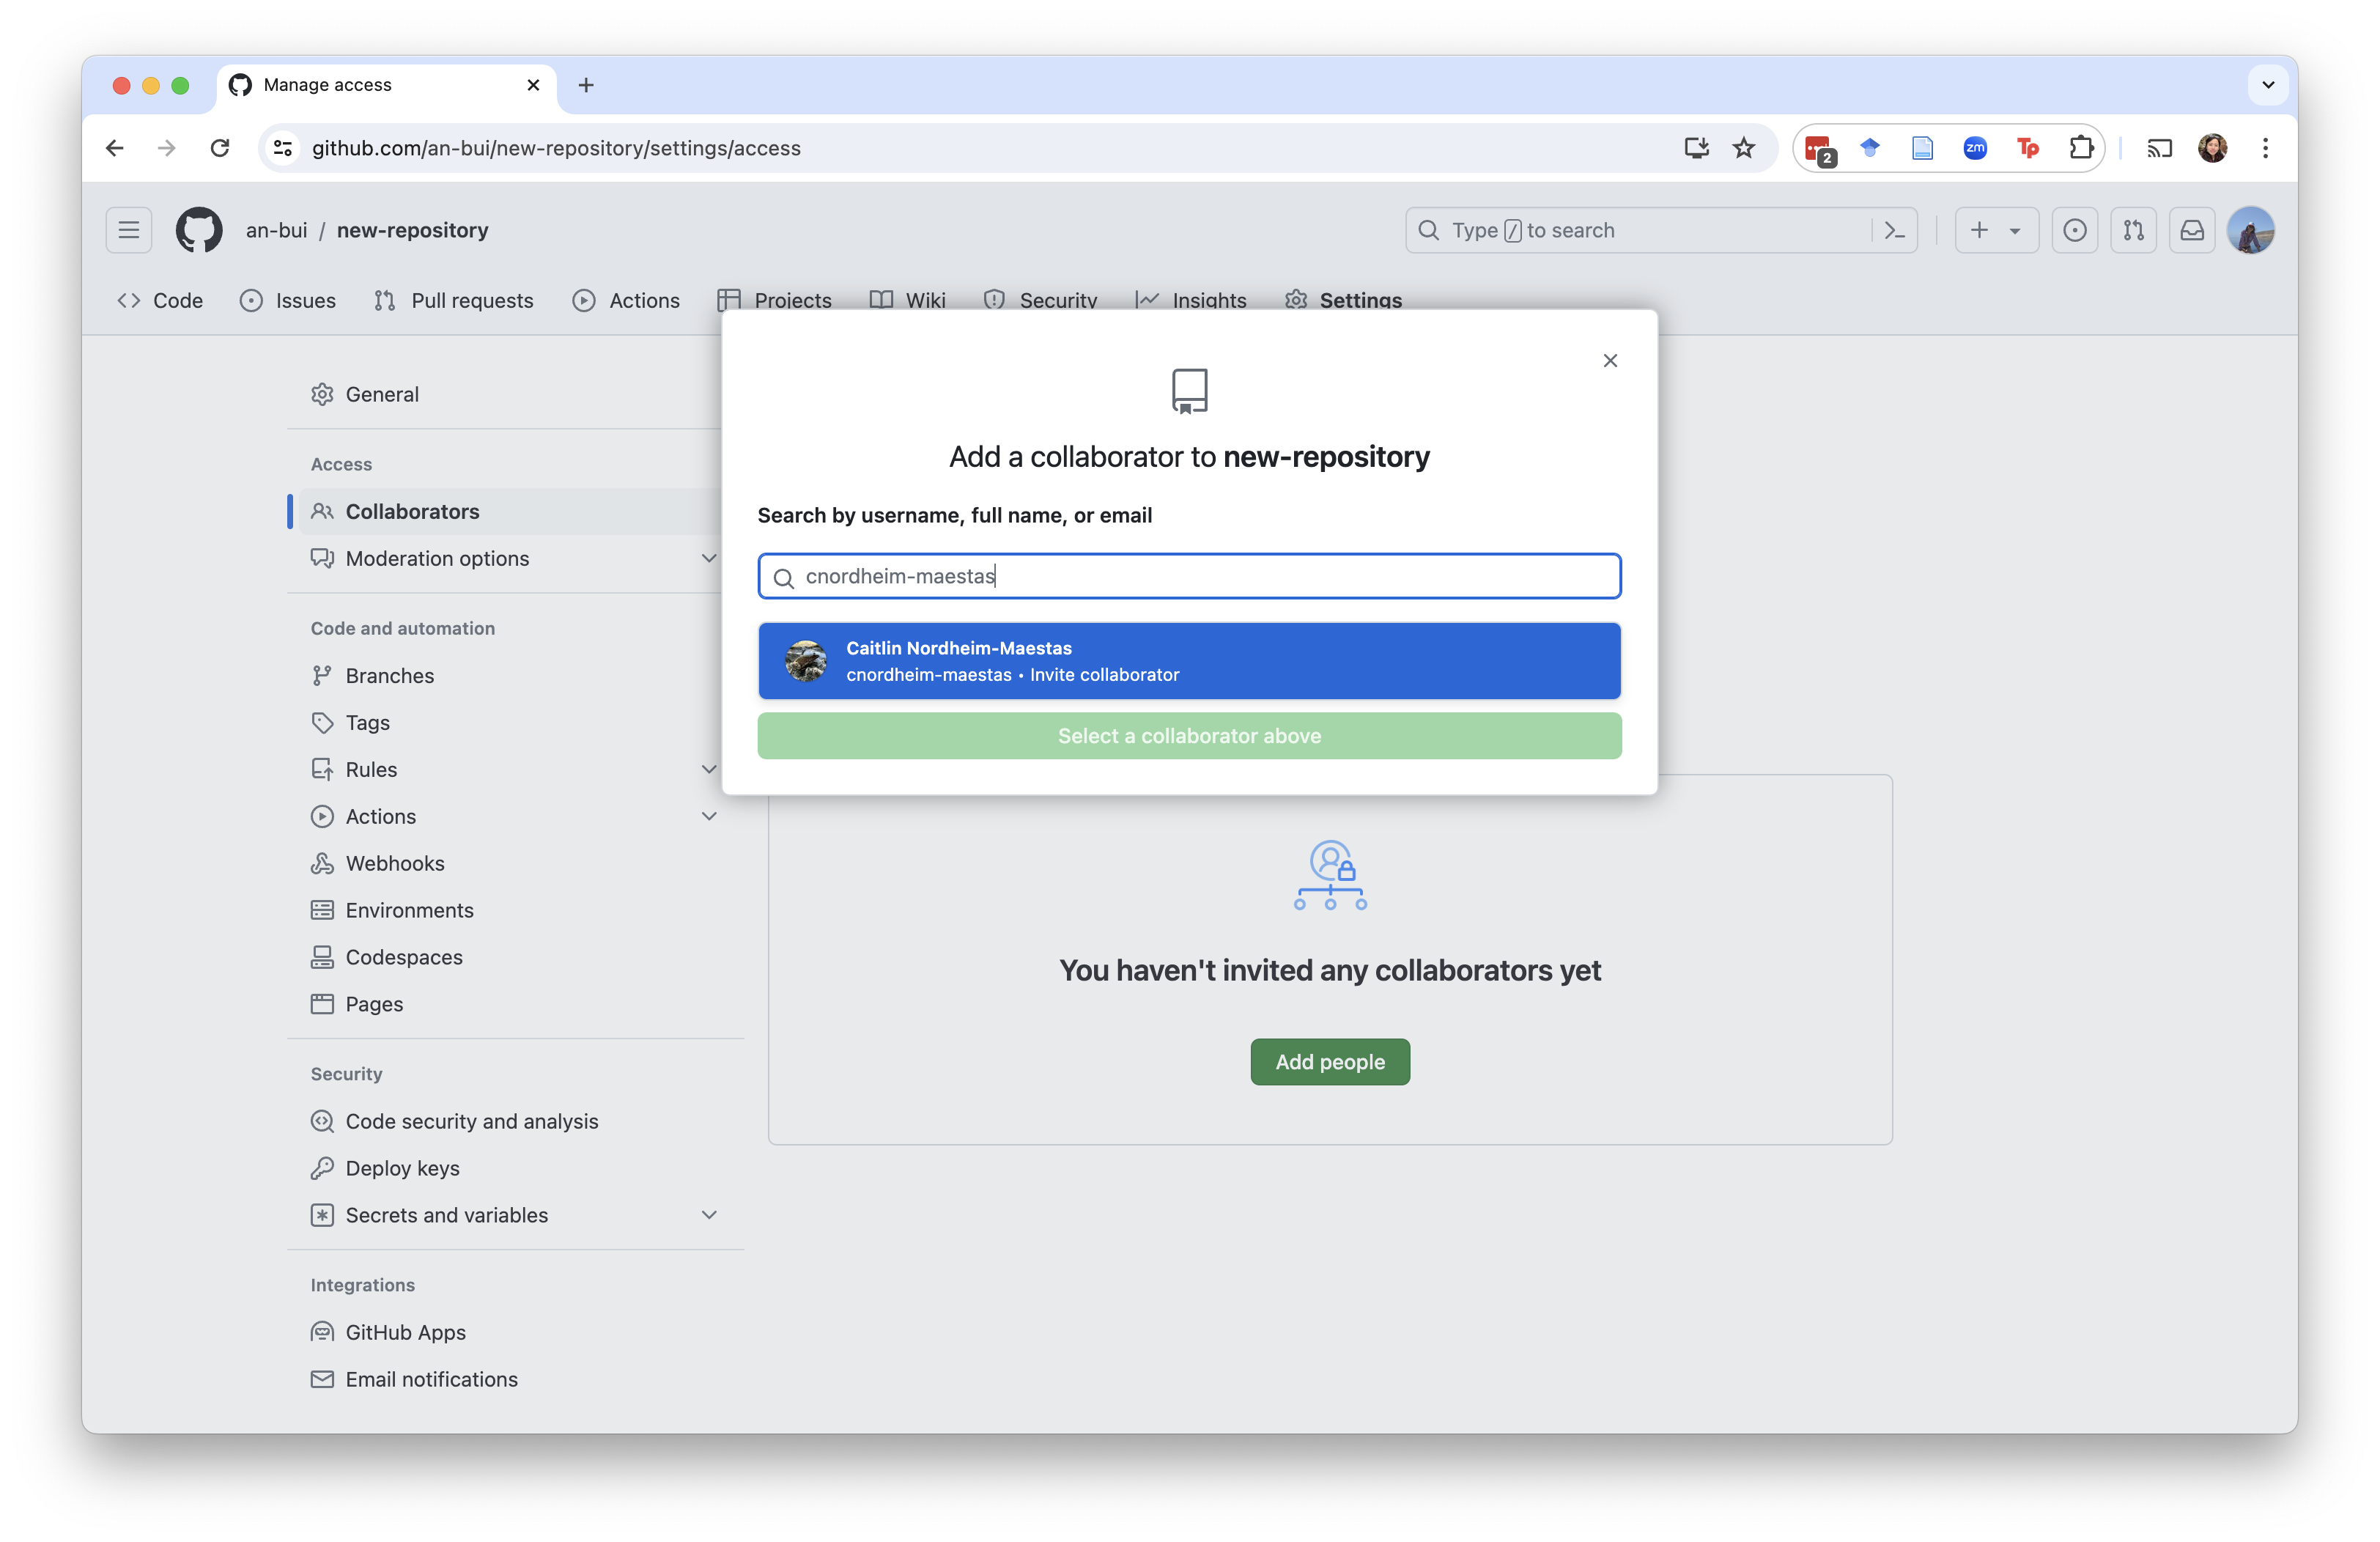 Manage access
github.com/an-bui/new-repository/settings/access
2
zm
Tp
an-bui / new-repository
Type / to search
Code
Issues
Pull requests
Actions
Projects
Wiki
Security
Insights
Settings
General
Access
Collaborators
Moderation options
Code and automation
Branches
Tags
Rules
Actions
Webhooks
Environments
Codespaces
Pages
Security
Code security and analysis
Deploy keys
Secrets and variables
Integrations
GitHub Apps
Email notifications
Add a collaborator to new-repository
Search by username, full name, or email
cnordheim-maestas
Caitlin Nordheim-Maestas
cnordheim-maestas • Invite collaborator
Select a collaborator above
You haven't invited any collaborators yet
Add people